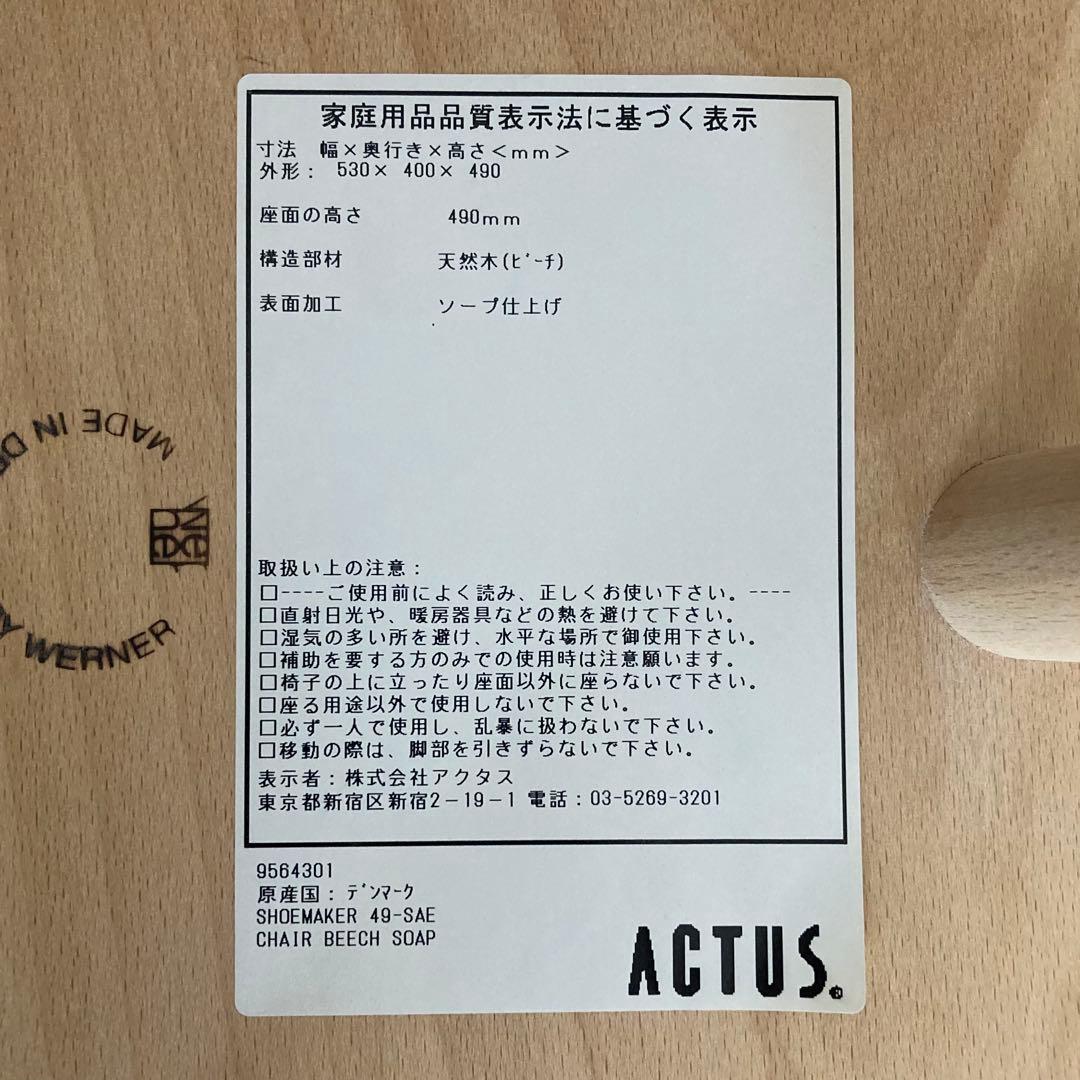 家庭用品品質表示法に基づく表示
寸法 幅×奥行き×高さ<mm>
外形： 530× 400× 490
座面の高さ 490mm
構造部材 天然木(ﾋﾞｰﾁ)
表面加工 ソープ仕上げ
取扱い上の注意：
□----ご使用前によく読み、正しくお使い下さい。----
□直射日光や、暖房器具などの熱を避けて下さい。
□湿気の多い所を避け、水平な場所で御使用下さい。
□補助を要する方のみでの使用時は注意願います。
□椅子の上に立ったり座面以外に座らないで下さい。
□座る用途以外で使用しないで下さい。
□必ず一人で使用し、乱暴に扱わないで下さい。
□移動の際は、脚部を引きずらないで下さい。
表示者：株式会社アクタス
東京都新宿区新宿2－19－1 電話：03-5269-3201
9564301
原産国：ﾃﾞﾝﾏｰｸ
SHOEMAKER 49-SAE
CHAIR BEECH SOAP
ACTUS®
MADE IN
WERNER